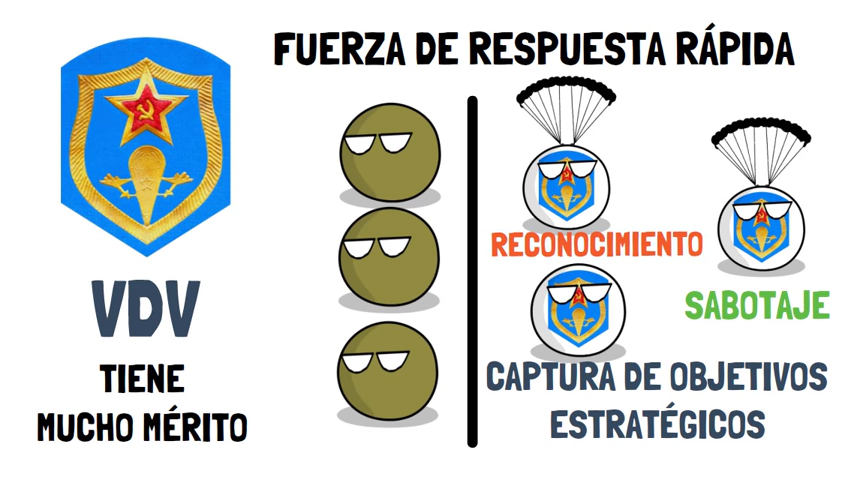 FUERZA DE RESPUESTA RÁPIDA
VDV
TIENE
MUCHO MÉRITO
RECONOCIMIENTO
SABOTAJE
CAPTURA DE OBJETIVOS
ESTRATÉGICOS